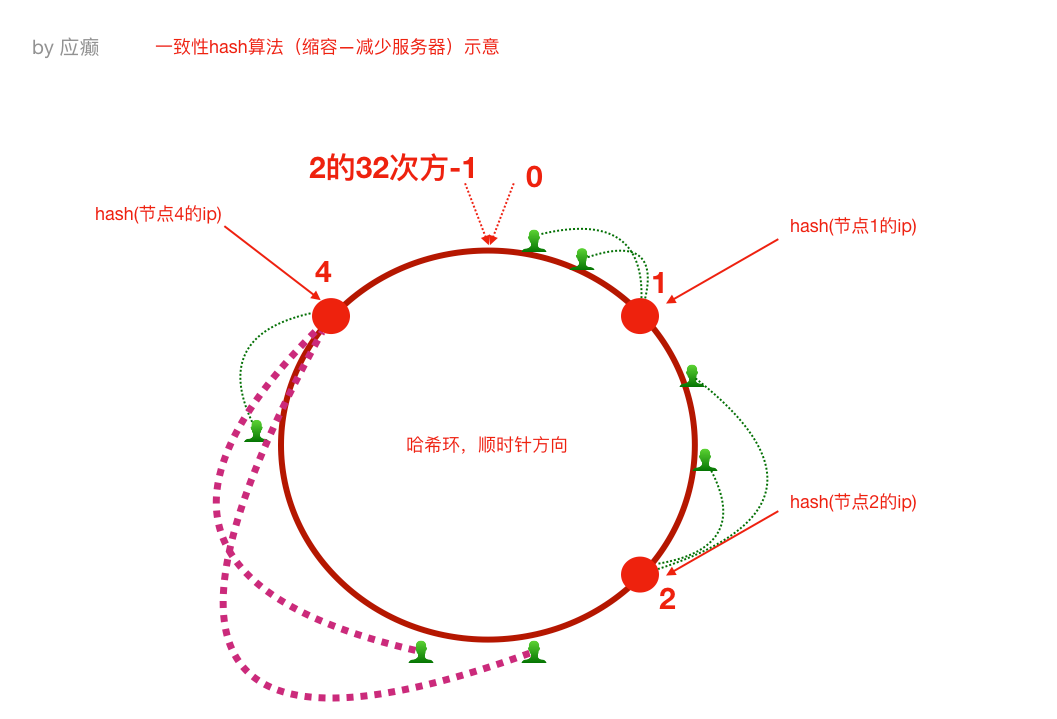 by 应癫
一致性hash算法（缩容—减少服务器）示意
2的32次方-1
0
hash(节点4的ip)
hash(节点1的ip)
4
1
哈希环，顺时针方向
hash(节点2的ip)
2